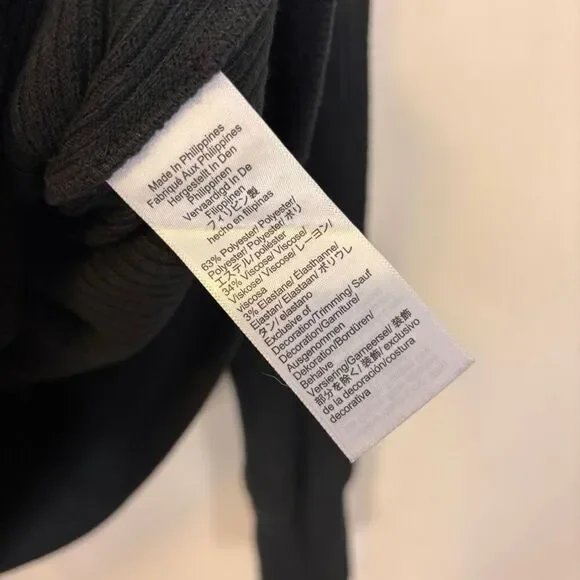 Made In Philippines
Fabriqué Aux Philippines
Hergestellt In Den
Philippinen
Vervaardigd In De
Filippijnen
フィリピン製
hecho en filipinas
63% Polyester/ Polyester/
Polyester/ Polyester/ ポリ
エステル/ poliéster
34% Viscose/ Viscose/
Viskose/ Viscose/ レーヨン/
viscosa
3% Elastane/ Elasthanne/
Elastan/ Elastaan/ ポリウレ
タン/ elastano
Exclusive of
Decoration/Trimming/ Sauf
Décoration/Garniture/
Ausgenommen
Dekoration/Bordüren/
Behalve
Versiering/Garneersel/ 装飾
部分を除く/ 装飾/ exclusivo
de la decoración/costura
decorativa